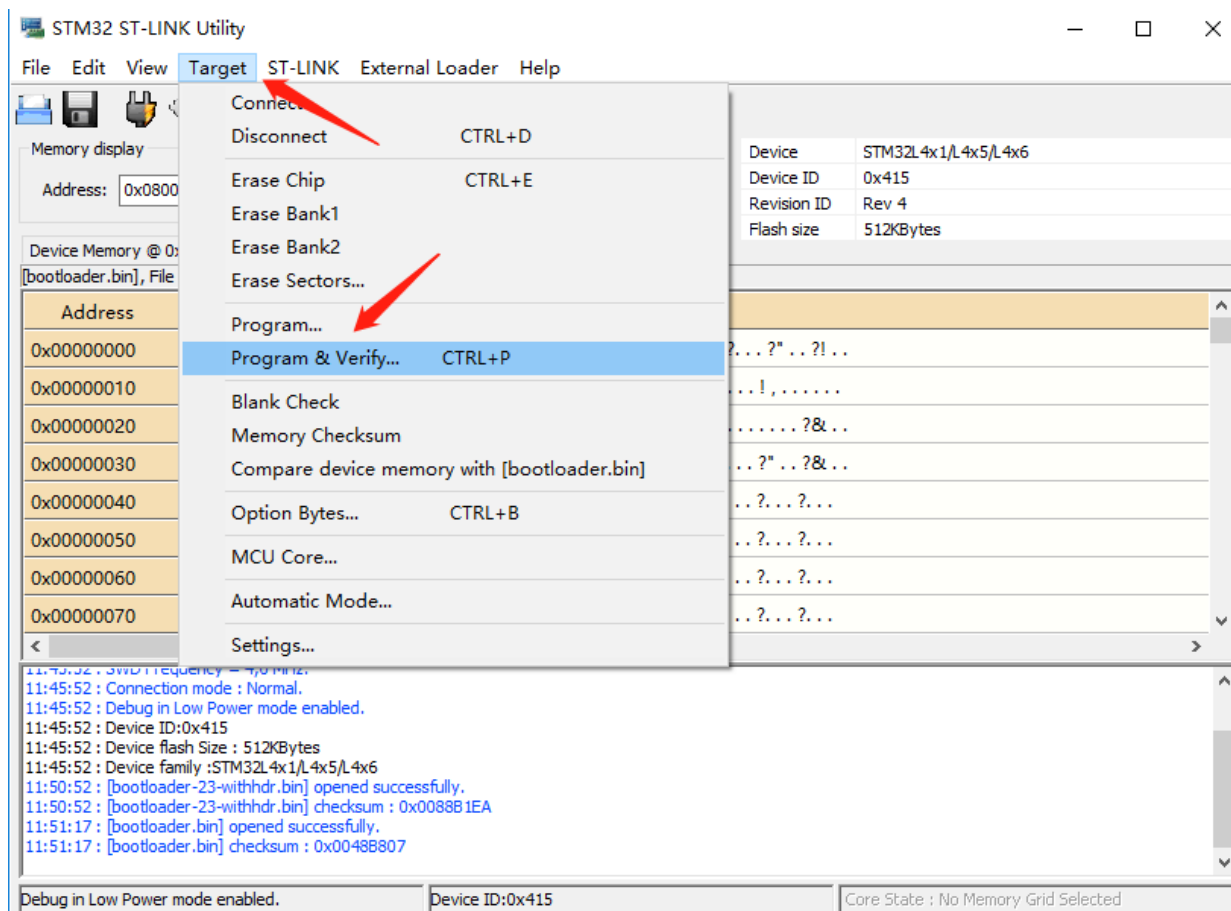 STM32 ST-LINK Utility
File Edit View Target ST-LINK External Loader Help
Connect
Disconnect CTRL+D
Erase Chip CTRL+E
Erase Bank1
Erase Bank2
Erase Sectors...
Program...
Program & Verify... CTRL+P
Blank Check
Memory Checksum
Compare device memory with [bootloader.bin]
Option Bytes... CTRL+B
MCU Core...
Automatic Mode...
Settings...
Memory display
Address: 0x0800
Device STM32L4x1/L4x5/L4x6
Device ID 0x415
Revision ID Rev 4
Flash size 512KBytes
Device Memory @ 0x
[bootloader.bin], File
Address
0x00000000 ?...?"..?!..
0x00000010 ...!,......
0x00000020 .......?&..
0x00000030 ..?"..?&..
0x00000040 ..?...?...
0x00000050 ..?...?...
0x00000060 ..?...?...
0x00000070 ..?...?...
11:45:52 : SWD Frequency = 4,0 MHz.
11:45:52 : Connection mode : Normal.
11:45:52 : Debug in Low Power mode enabled.
11:45:52 : Device ID:0x415
11:45:52 : Device flash Size : 512KBytes
11:45:52 : Device family :STM32L4x1/L4x5/L4x6
11:50:52 : [bootloader-23-withhdr.bin] opened successfully.
11:50:52 : [bootloader-23-withhdr.bin] checksum : 0x0088B1EA
11:51:17 : [bootloader.bin] opened successfully.
11:51:17 : [bootloader.bin] checksum : 0x0048B807
Debug in Low Power mode enabled. Device ID:0x415 Core State : No Memory Grid Selected